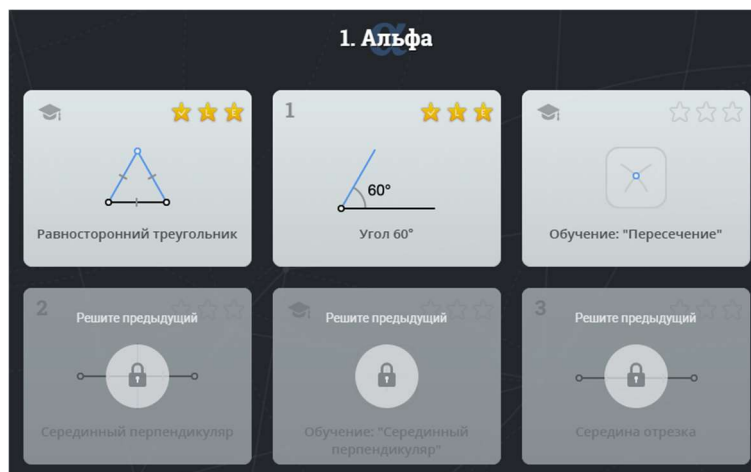 1. Альфа
Равносторонний треугольник
1
60°
Угол 60°
Обучение: "Пересечение"
2
Решите предыдущий
Серединный перпендикуляр
Решите предыдущий
Обучение: "Серединный
перпендикуляр"
3
Решите предыдущий
Середина отрезка